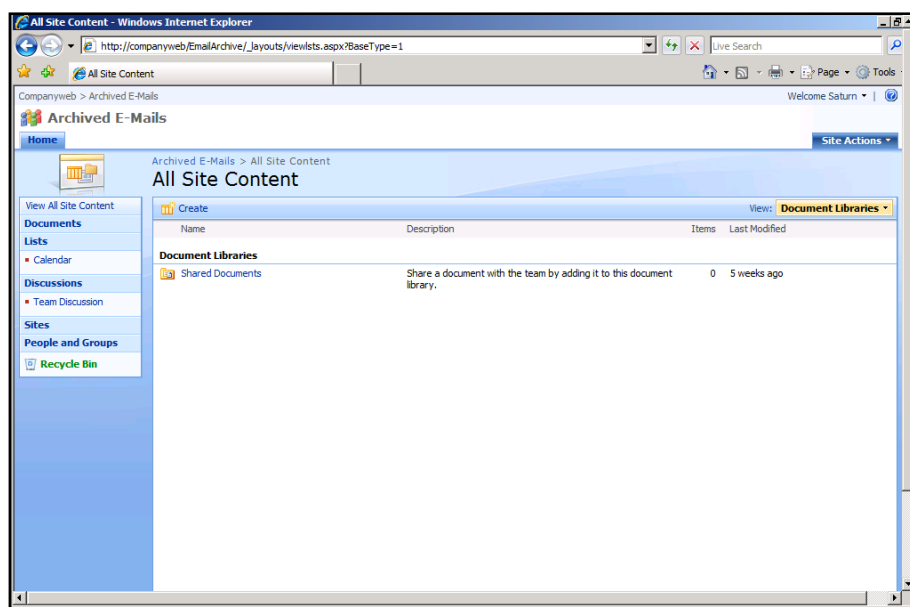 All Site Content - Windows Internet Explorer
http://companyweb/EmailArchive/_layouts/viewlsts.aspx?BaseType=1
Live Search
All Site Content
Page
Tools
Companyweb > Archived E-Mails
Welcome Saturn
Archived E-Mails
Home
Site Actions
Archived E-Mails > All Site Content
All Site Content
View All Site Content
Documents
Lists
Calendar
Discussions
Team Discussion
Sites
People and Groups
Recycle Bin
Create
View: Document Libraries
Name Description Items Last Modified
Document Libraries
Shared Documents Share a document with the team by adding it to this document 0 5 weeks ago
library.